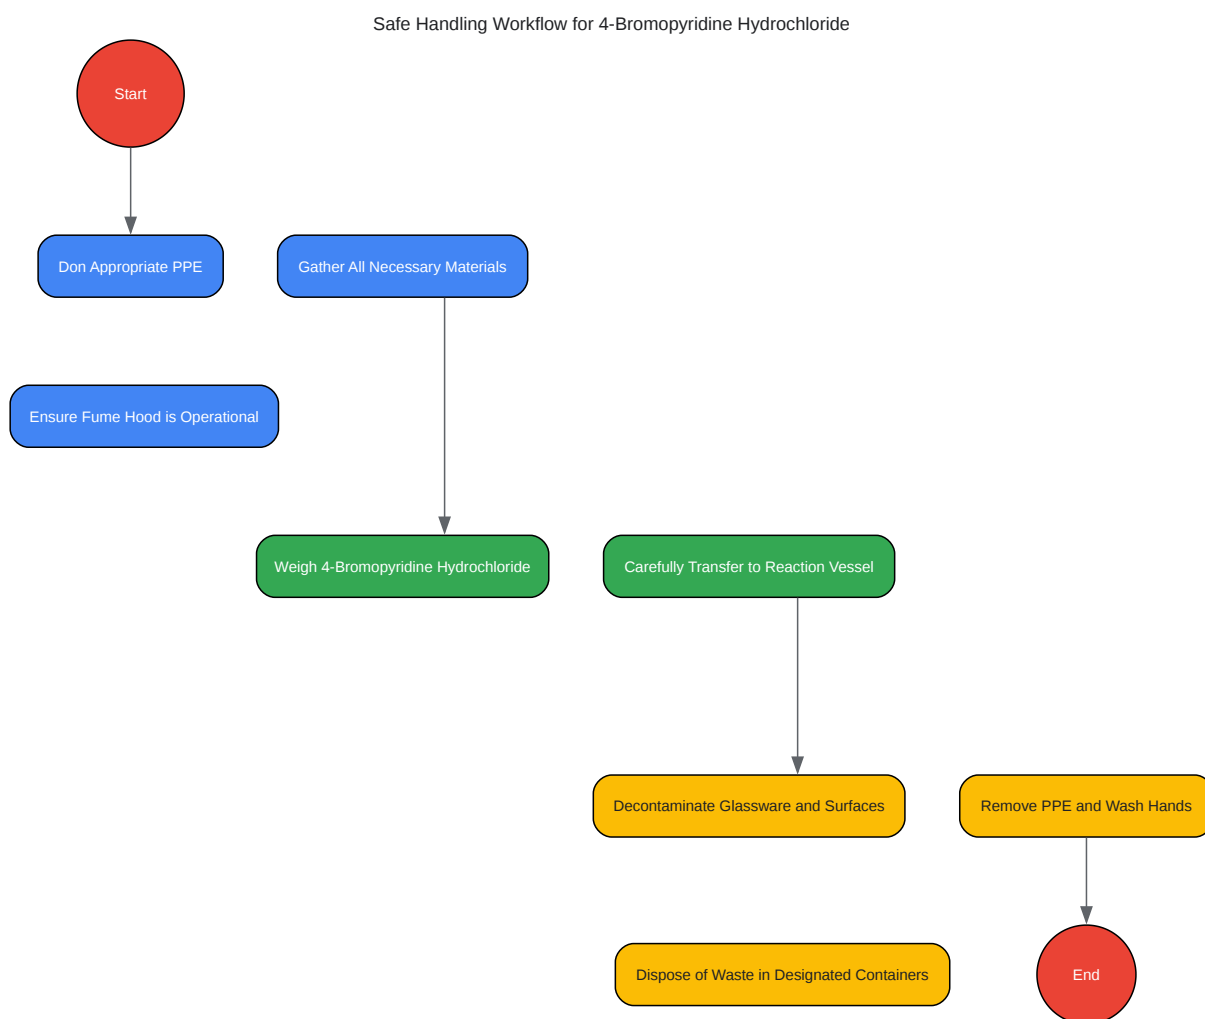 Safe Handling Workflow for 4-Bromopyridine Hydrochloride
Start
Don Appropriate PPE
Gather All Necessary Materials
Ensure Fume Hood is Operational
Weigh 4-Bromopyridine Hydrochloride
Carefully Transfer to Reaction Vessel
Decontaminate Glassware and Surfaces
Remove PPE and Wash Hands
Dispose of Waste in Designated Containers
End